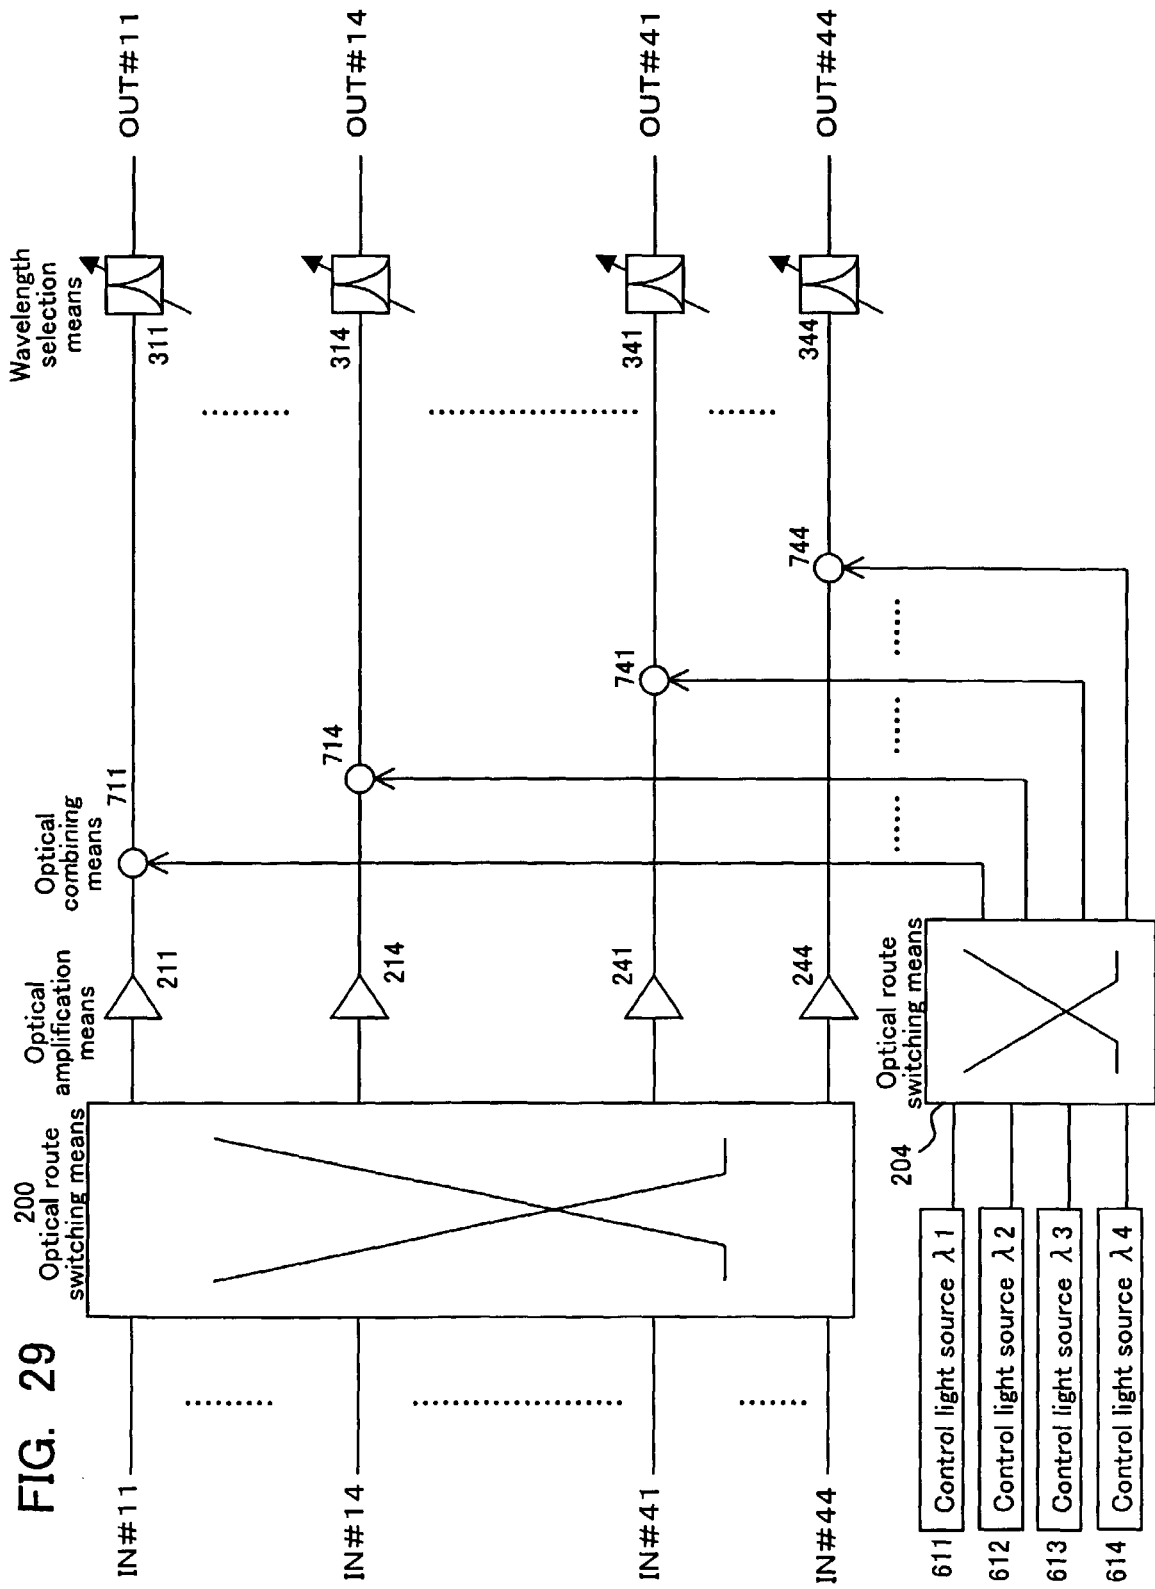 FIG. 29
200
Optical route
switching means
Optical
amplification
means
Optical
combining
means
Wavelength
selection
means
IN#11
211
711
311
OUT#11
IN#14
214
714
314
OUT#14
IN#41
241
741
341
OUT#41
IN#44
244
744
344
OUT#44
204
Optical route
switching means
611
Control light source λ1
612
Control light source λ2
613
Control light source λ3
614
Control light source λ4